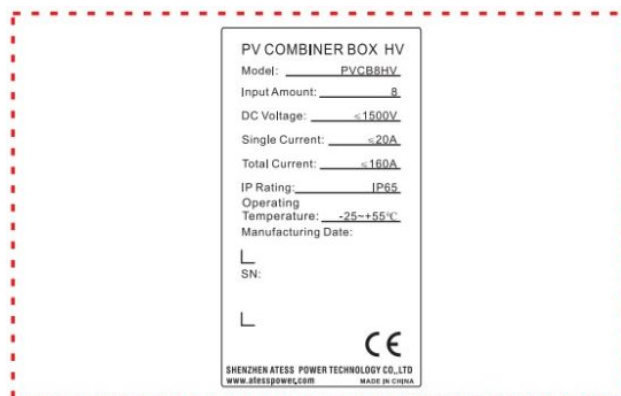 PV COMBINER BOX HV
Model: PVCB8HV
Input Amount: 8
DC Voltage: ≤1500V
Single Current: ≤20A
Total Current: ≤160A
IP Rating: IP65
Operating
Temperature: -25~+55℃
Manufacturing Date:
SN:
CE
SHENZHEN ATESS POWER TECHNOLOGY CO.,LTD
www.atesspower.com MADE IN CHINA